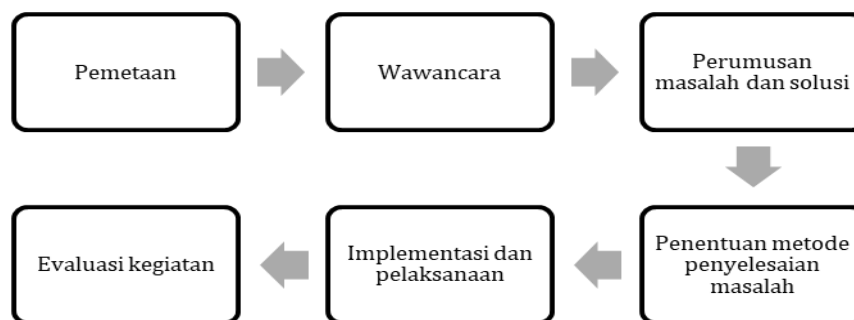 Pemetaan
Wawancara
Perumusan
masalah dan solusi
Penentuan metode
penyelesaian
masalah
Implementasi dan
pelaksanaan
Evaluasi kegiatan